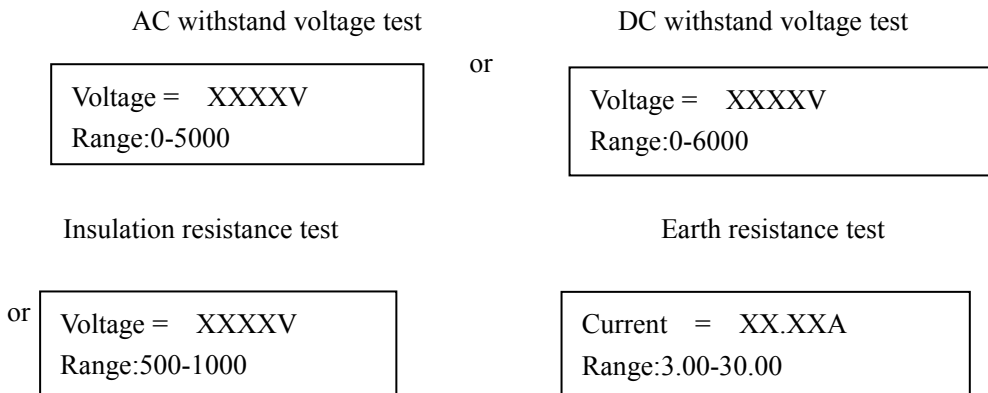 AC withstand voltage test
DC withstand voltage test
or
Voltage = XXXXV
Range:0-5000
Voltage = XXXXV
Range:0-6000
Insulation resistance test
Earth resistance test
or
Voltage = XXXXV
Range:500-1000
Current = XX.XXA
Range:3.00-30.00